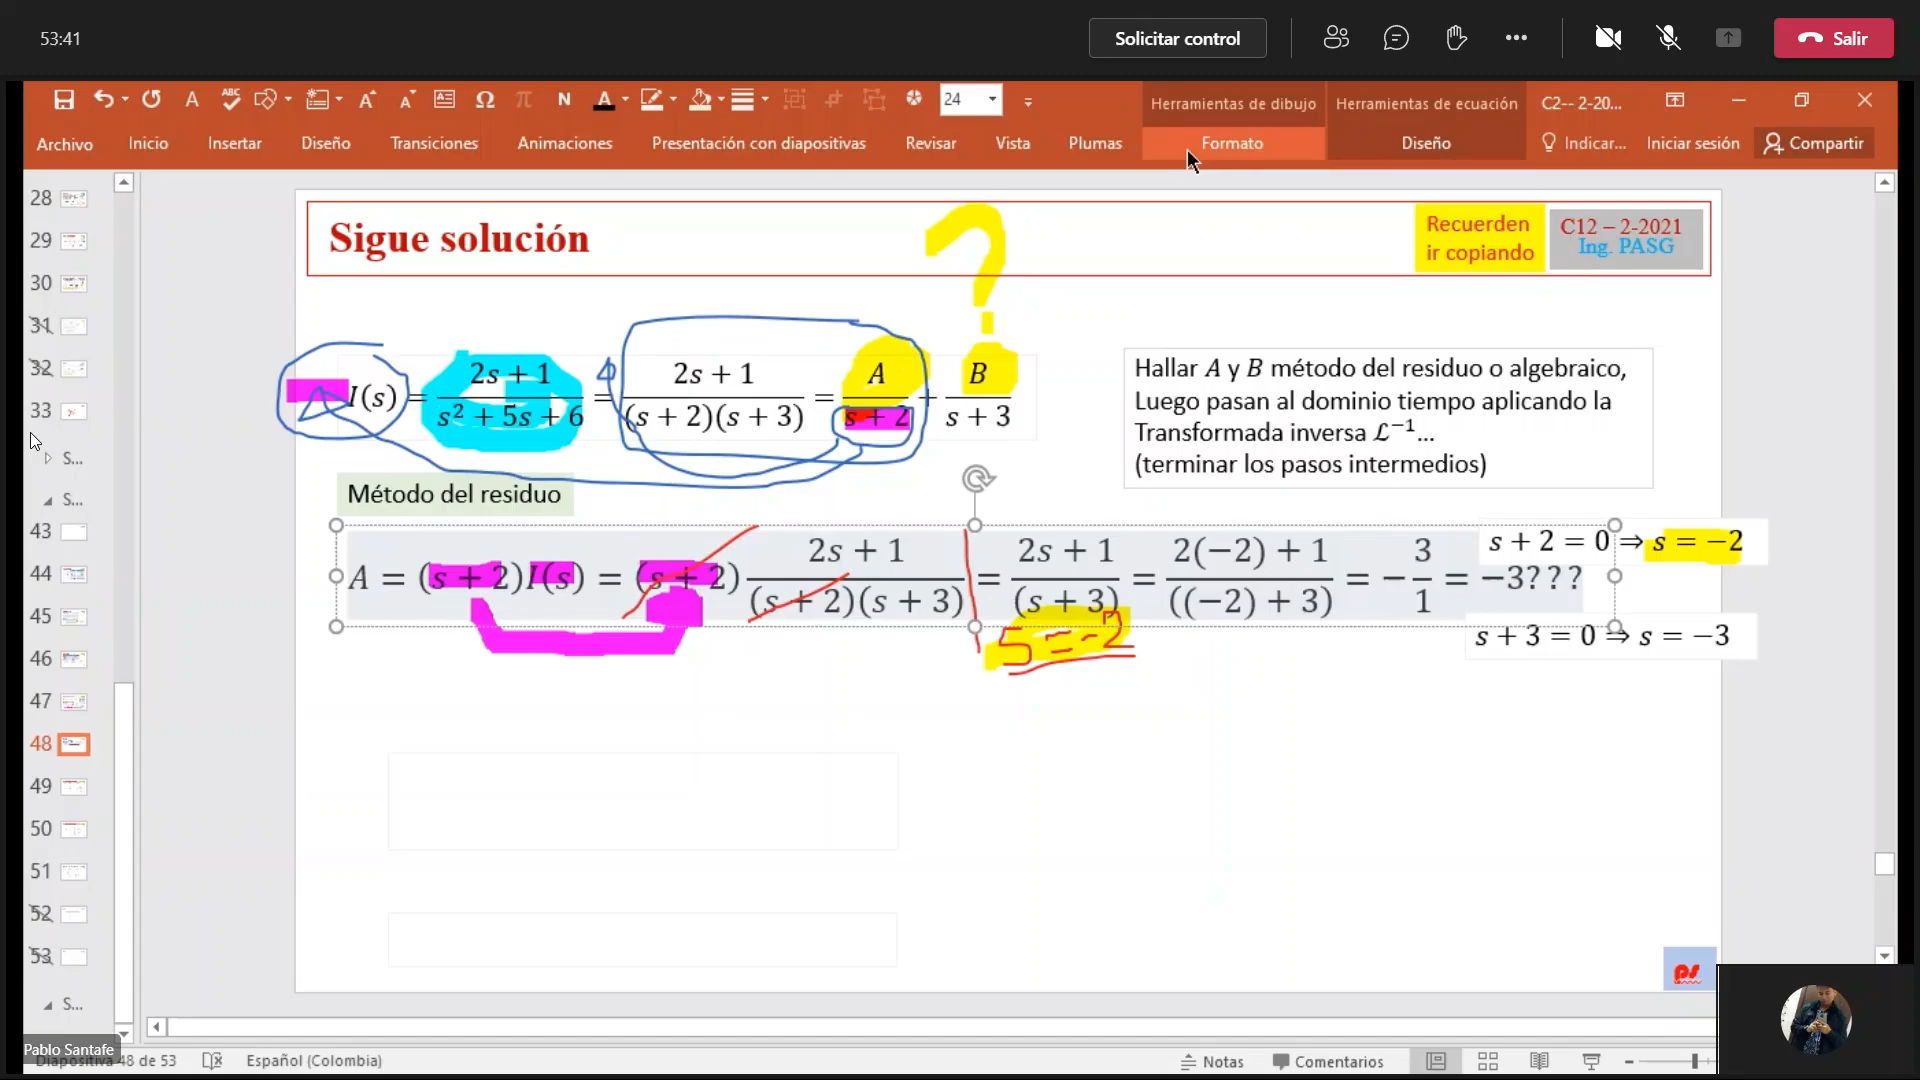 53:41
Solicitar control
Salir
24
Herramientas de dibujo
Herramientas de ecuación
C2-- 2-20...
Archivo Inicio Insertar Diseño Transiciones Animaciones Presentación con diapositivas Revisar Vista Plumas Formato Diseño Indicar... Iniciar sesión Compartir
28
29
30
31
32
33
S...
S...
43
44
45
46
47
48
49
50
51
52
53
S...
Sigue solución
?
Recuerden
ir copiando
C12 – 2-2021
Ing. PASG
I(s) = (2s + 1)/(s² + 5s + 6) = (2s + 1)/((s + 2)(s + 3)) = A/(s + 2) + B/(s + 3)
Hallar A y B método del residuo o algebraico,
Luego pasan al dominio tiempo aplicando la
Transformada inversa ℒ⁻¹...
(terminar los pasos intermedios)
Método del residuo
s + 2 = 0 ⇒ s = −2
A = (s + 2)I(s) = (s + 2) (2s + 1)/((s + 2)(s + 3)) = (2s + 1)/((s + 3)) = (2(−2) + 1)/(((−2) + 3)) = −3/1 = −3???
s = -2
s + 3 = 0 ⇒ s = −3
ps
Pablo Santafe
Diapositiva 48 de 53
Español (Colombia)
Notas
Comentarios